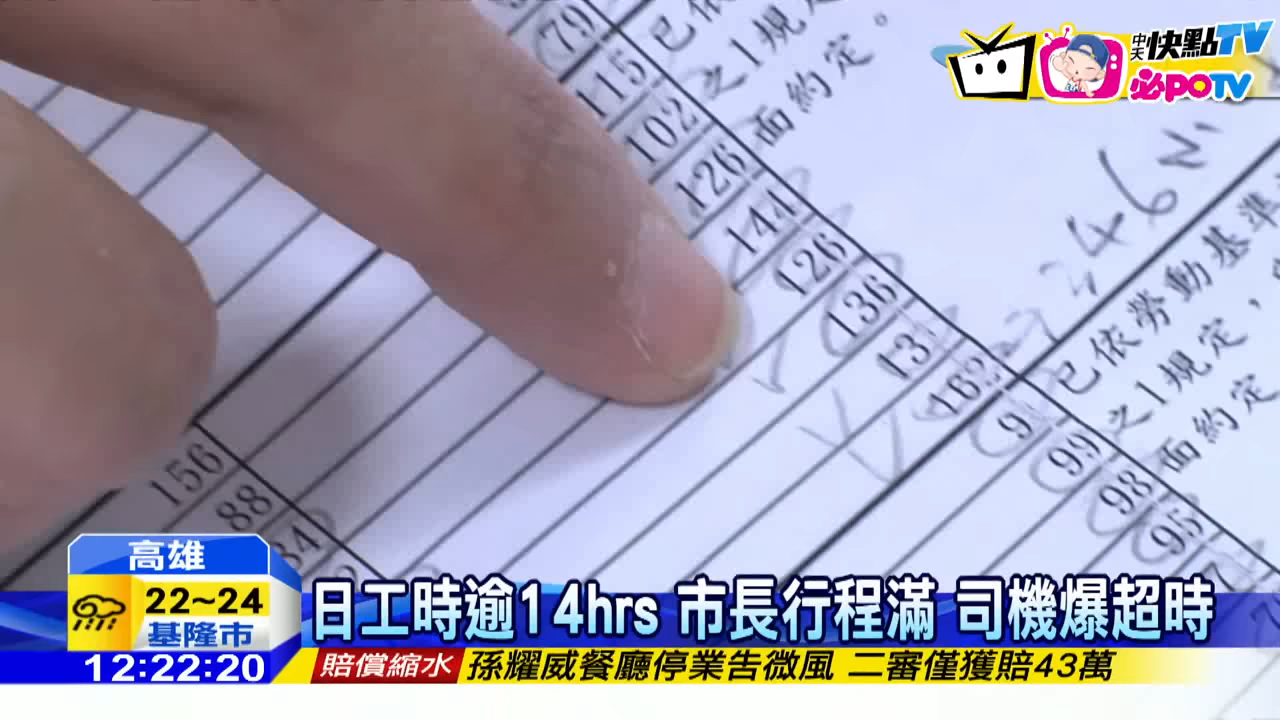 中天快點TV
必POTV
79
115
102
126
144
126
136
162
9
99
98
95
已依
之1規定
面約定。
246
已依勞動基準
之1規定，
面約定
156
88
84
高雄
22~24
基隆市
12:22:20
日工時逾14hrs 市長行程滿 司機爆超時
賠償縮水 孫耀威餐廳停業告微風 二審僅獲賠43萬